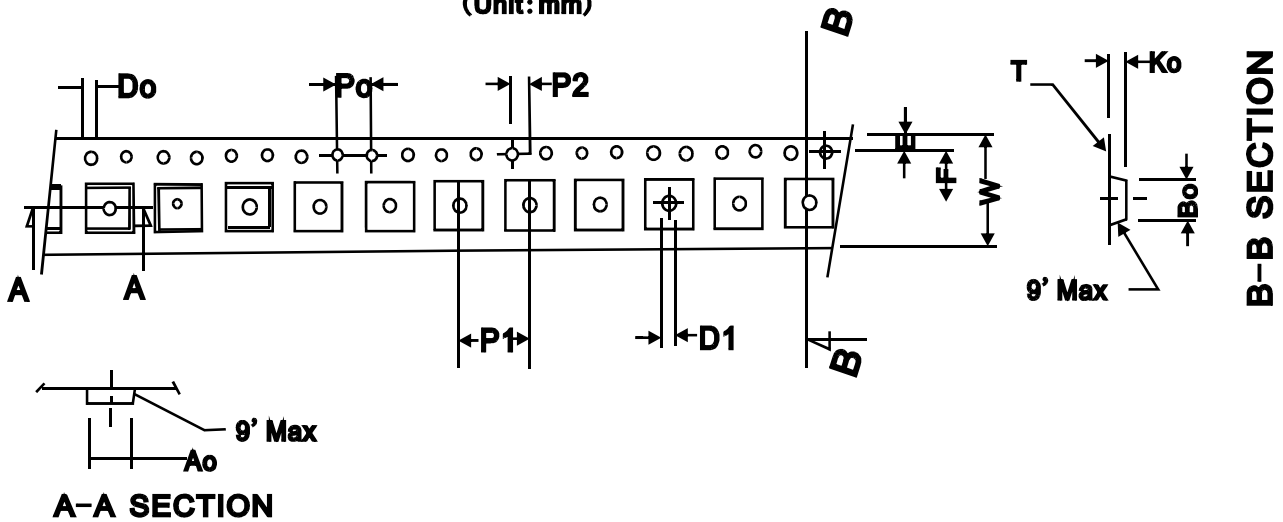 (Unit: mm)
B
Do
Po
P2
T
Ko
E
F
W
Bo
B-B SECTION
A
A
9' Max
P1
D1
B
9' Max
Ao
A-A SECTION